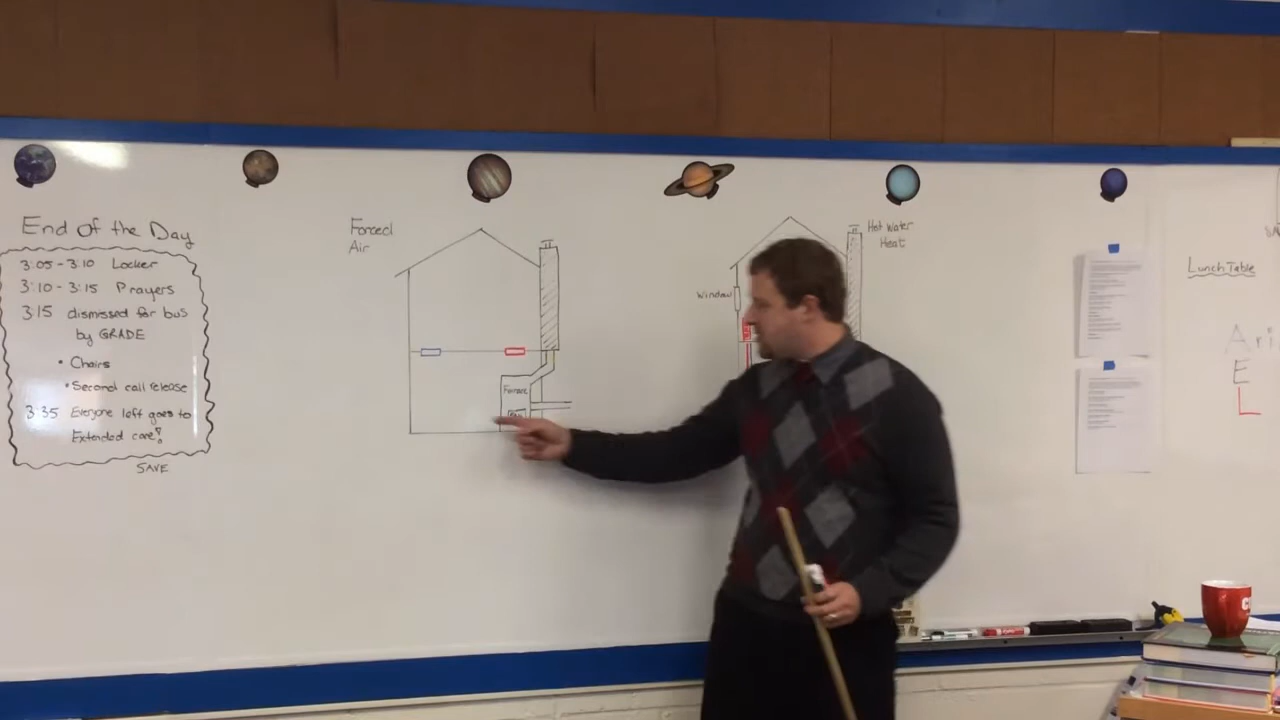 End of the Day
3:05 - 3:10 Locker
3:10 - 3:15 Prayers
3:15 dismissed for bus
by GRADE
• Chairs
• Second call release
3:35 Everyone left goes to
Extended care!
SAVE
Forced
Air
Furnace
Hot Water
Heat
Window
Lunch Table
Ari
E
L